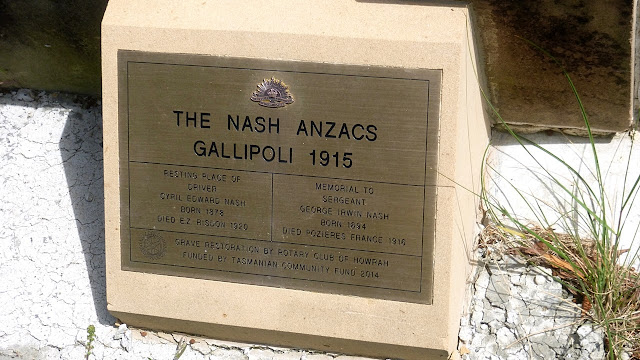 THE NASH ANZACS
GALLIPOLI 1915
RESTING PLACE OF
DRIVER
CYRIL EDWARD NASH
BORN 1878
DIED E.Z. RISDON 1920
MEMORIAL TO
SERGEANT
GEORGE IRWIN NASH
BORN 1894
DIED POZIERES FRANCE 1916
GRAVE RESTORATION BY ROTARY CLUB OF HOWRAH
FUNDED BY TASMANIAN COMMUNITY FUND 2014